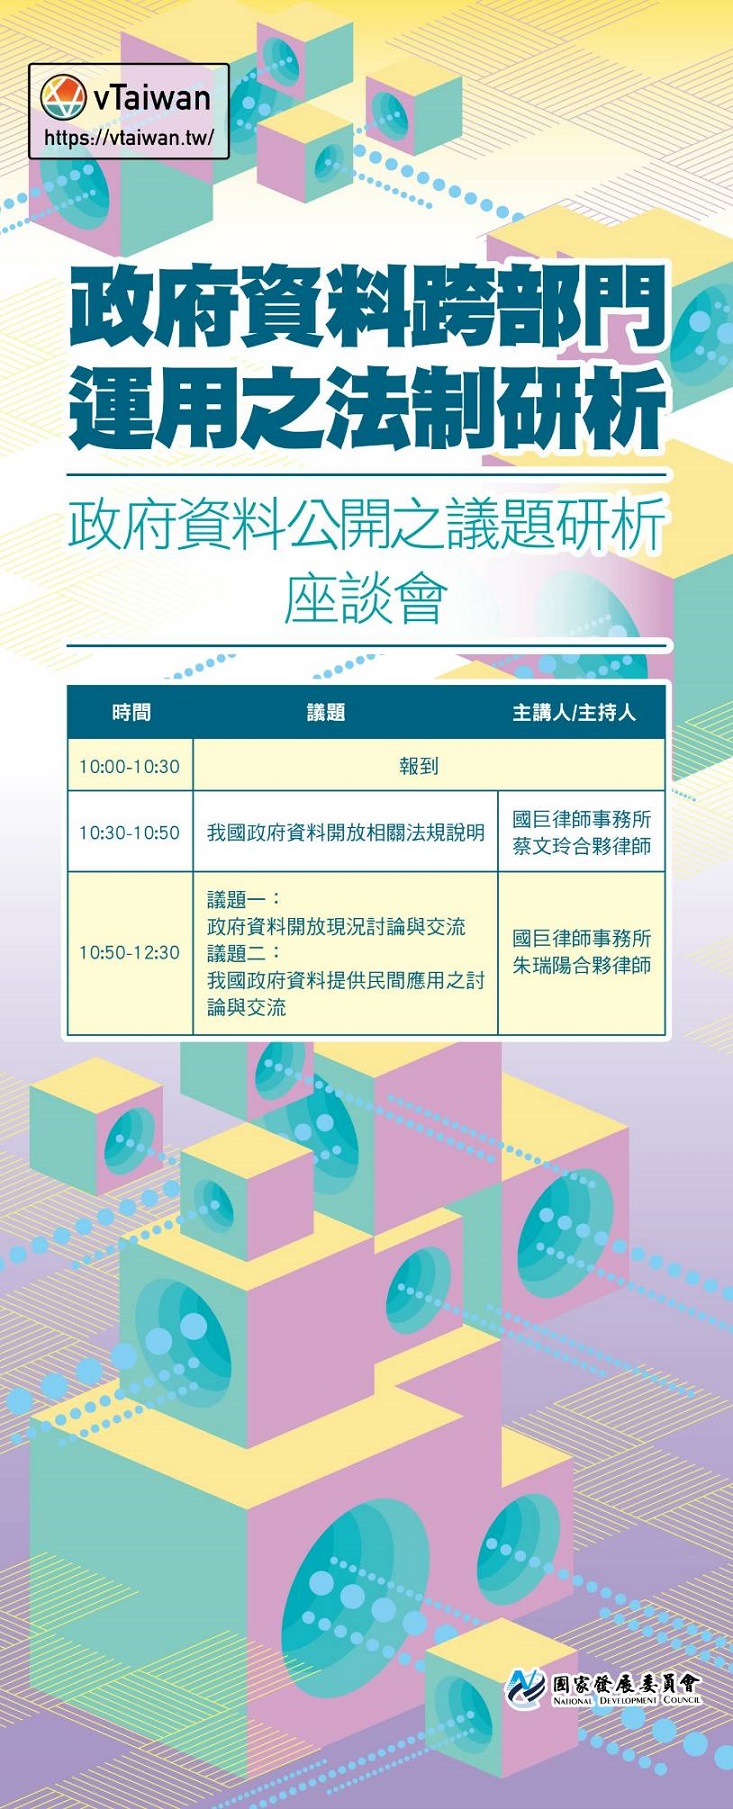 vTaiwan
https://vtaiwan.tw/
政府資料跨部門
運用之法制研析
政府資料公開之議題研析
座談會
時間 議題 主講人/主持人
10:00-10:30 報到
10:30-10:50 我國政府資料開放相關法規說明 國巨律師事務所
蔡文玲合夥律師
10:50-12:30
議題一：
政府資料開放現況討論與交流
議題二：
我國政府資料提供民間應用之討
論與交流
國巨律師事務所
朱瑞陽合夥律師
國家發展委員會
NATIONAL DEVELOPMENT COUNCIL